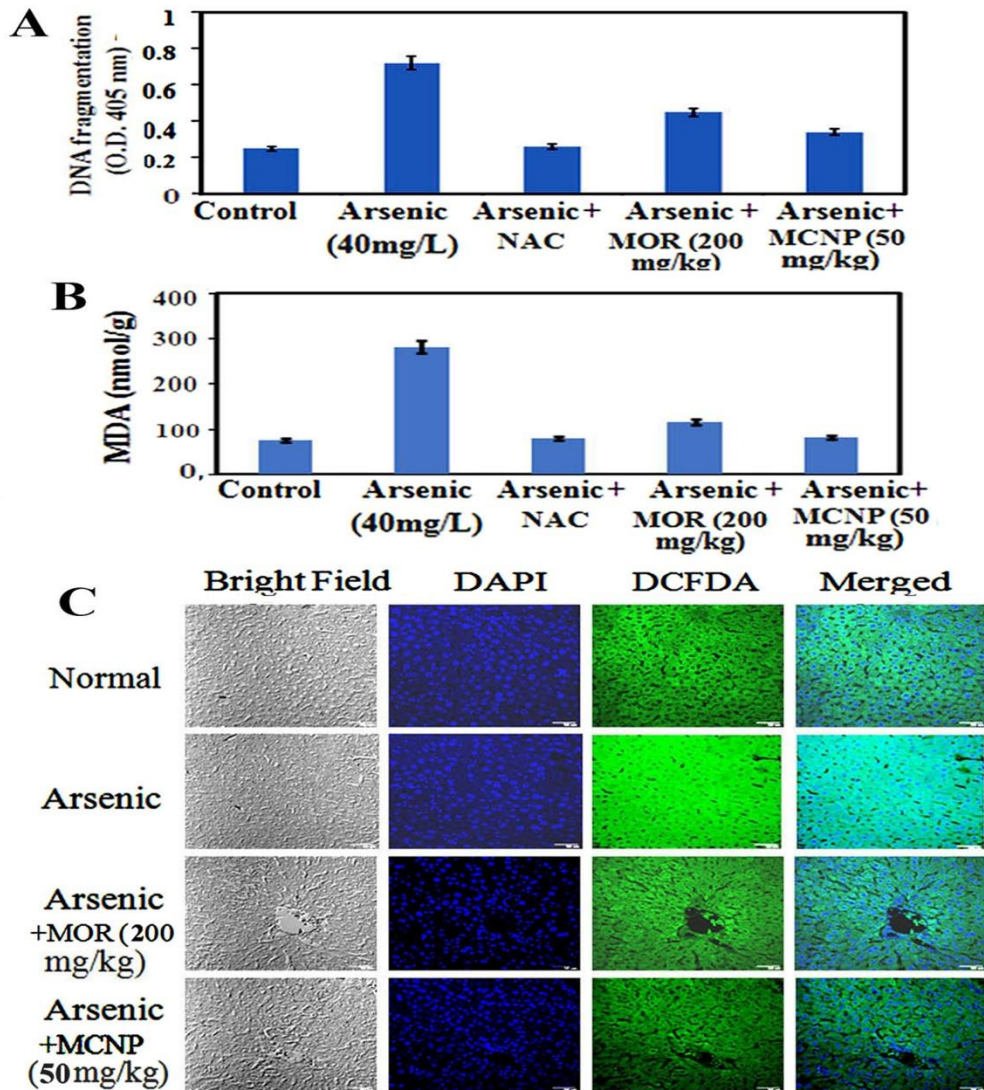 A
DNA fragmentation
(O.D. 405 nm) -
1
0.8
0.6
0.4
0.2
0
Control
Arsenic
(40mg/L)
Arsenic +
NAC
Arsenic +
MOR (200
mg/kg)
Arsenic+
MCNP (50
mg/kg)
B
MDA (nmol/g)
400
300
200
100
0,
Control
Arsenic
(40mg/L)
Arsenic +
NAC
Arsenic +
MOR (200
mg/kg)
Arsenic+
MCNP (50
mg/kg)
C
Bright Field DAPI DCFDA Merged
Normal
Arsenic
Arsenic
+MOR (200
mg/kg)
Arsenic
+MCNP
(50mg/kg)